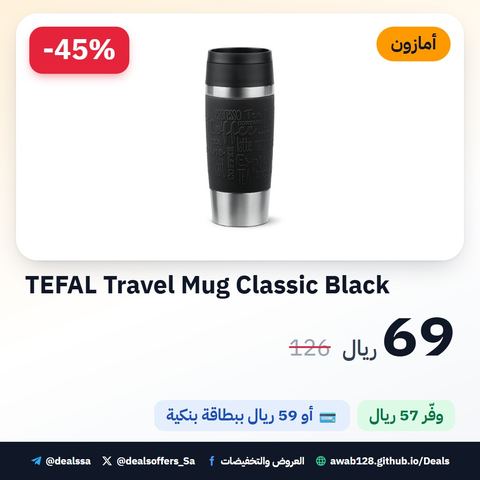 -45%
أمازون
TEFAL Travel Mug Classic Black
69 ريال 126
وفّر 57 ريال
أو 59 ريال ببطاقة بنكية
@dealssa @dealsoffers_Sa العروض والتخفيضات awab128.github.io/Deals